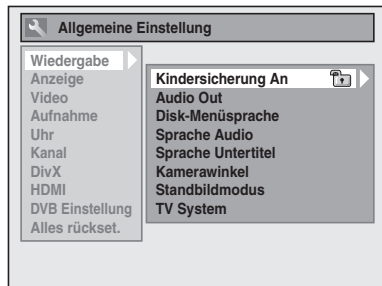 Allgemeine Einstellung
Wiedergabe
Anzeige
Video
Aufnahme
Uhr
Kanal
DivX
HDMI
DVB Einstellung
Alles rückset.
Kindersicherung An
Audio Out
Disk-Menüsprache
Sprache Audio
Sprache Untertitel
Kamerawinkel
Standbildmodus
TV System